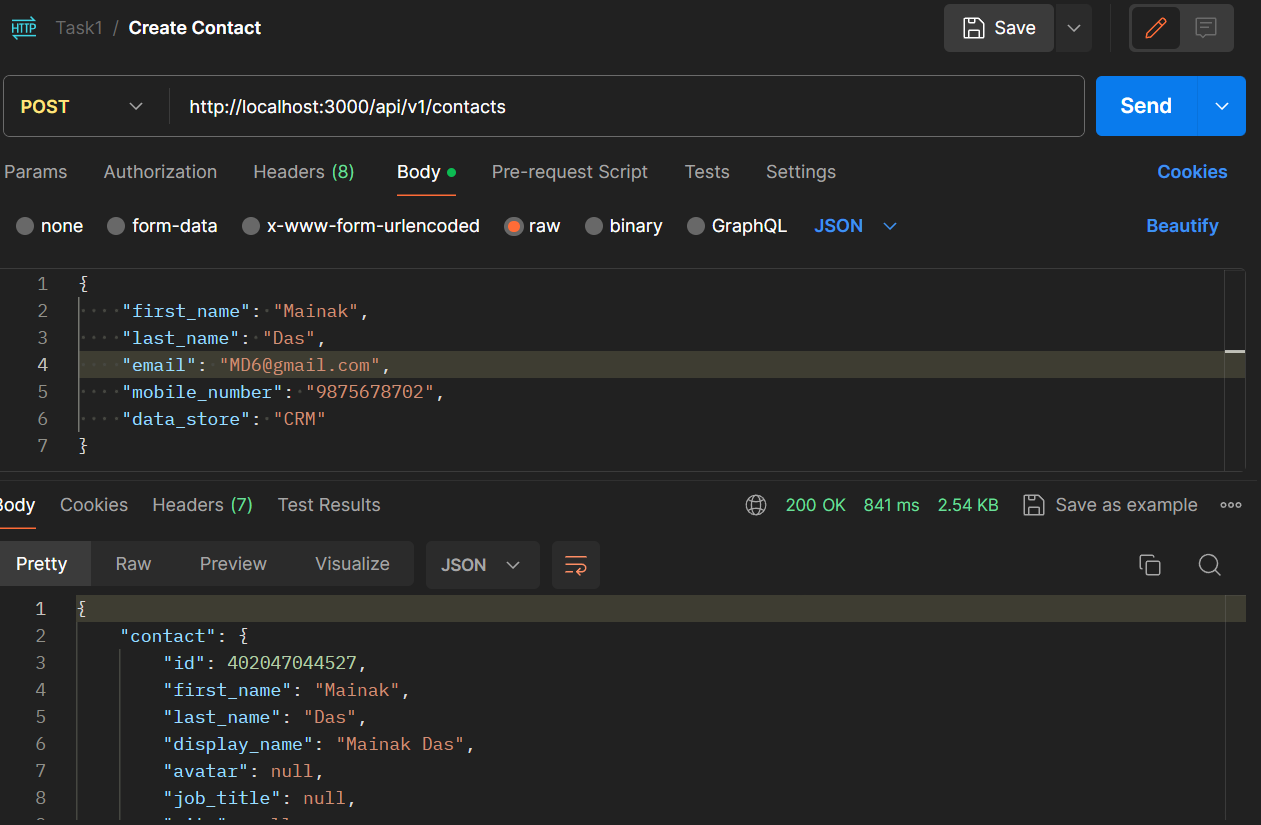 HTTP Task1 / Create Contact Save
POST http://localhost:3000/api/v1/contacts Send
Params Authorization Headers (8) Body Pre-request Script Tests Settings Cookies
none form-data x-www-form-urlencoded raw binary GraphQL JSON Beautify
1 {
2 "first_name": "Mainak",
3 "last_name": "Das",
4 "email": "MD6@gmail.com",
5 "mobile_number": "9875678702",
6 "data_store": "CRM"
7 }
Body Cookies Headers (7) Test Results 200 OK 841 ms 2.54 KB Save as example
Pretty Raw Preview Visualize JSON
1 {
2 "contact": {
3 "id": 402047044527,
4 "first_name": "Mainak",
5 "last_name": "Das",
6 "display_name": "Mainak Das",
7 "avatar": null,
8 "job_title": null,